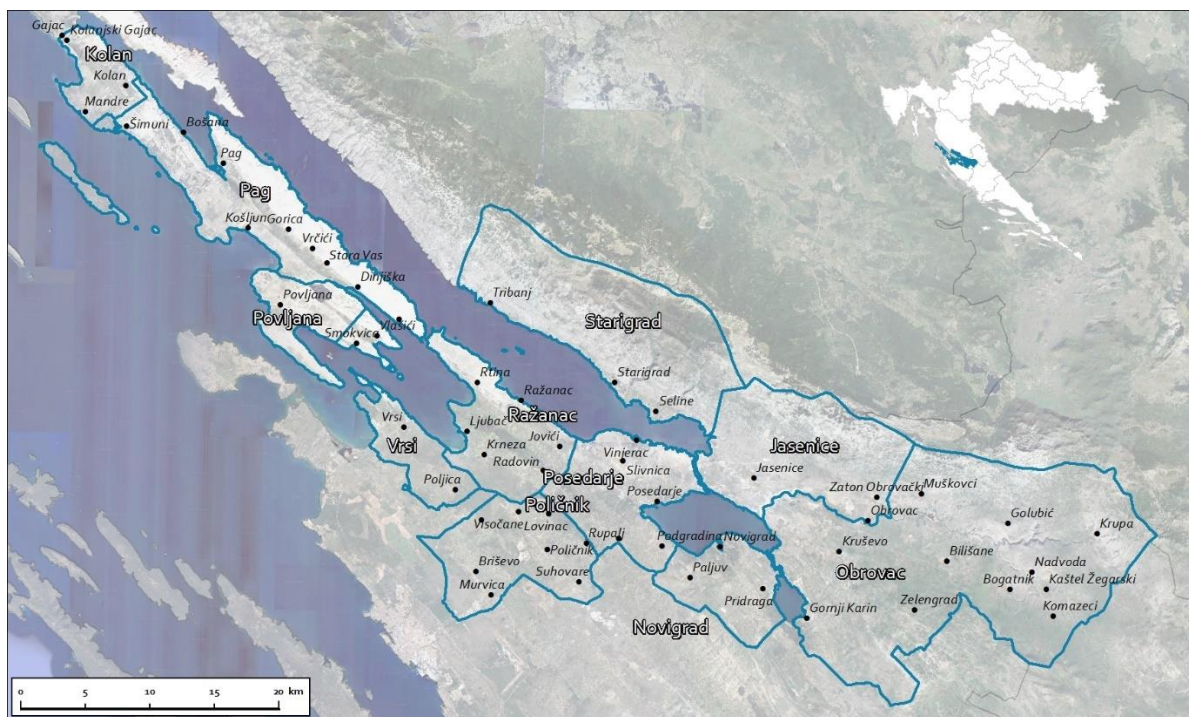 Gajac
Kolanjski Gajac
Kolan
Kolan
Mandre
Šimuni
Bošana
Pag
Pag
Košljun
Gorica
Vrčići
Stara Vas
Dinjiška
Povljana
Povljana
Smokvica
Vlašići
Tribanj
Starigrad
Starigrad
Seline
Rtina
Ražanac
Ražanac
Ljubač
Jovići
Krneza
Radovin
Vrsi
Vrsi
Poljica
Vinjerac
Slivnica
Posedarje
Posedarje
Jasenice
Jasenice
Zaton Obrovački
Muškovci
Obrovac
Golubić
Krupa
Poličnik
Visočane
Lovinac
Rupalj
Podgradina
Novigrad
Kruševo
Poličnik
Bilišane
Briševo
Suhovare
Paljuv
Obrovac
Nadvoda
Bogatnik
Kaštel Žegarski
Murvica
Pridraga
Gornji Karin
Zelengrad
Komazeci
Novigrad
0 5 10 15 20 km